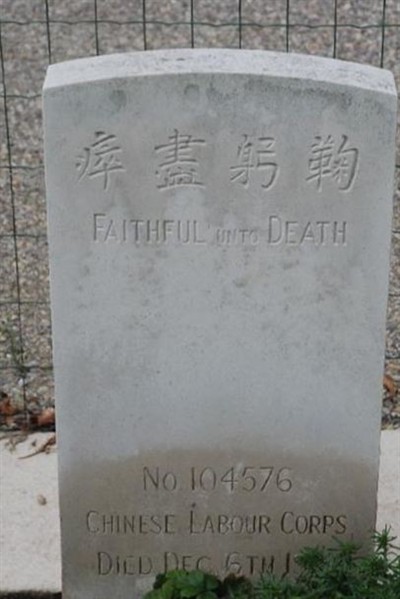 鞠躬盡瘁
FAITHFUL UNTO DEATH
NO 104576
CHINESE LABOUR CORPS
DIED DEC. 6TH